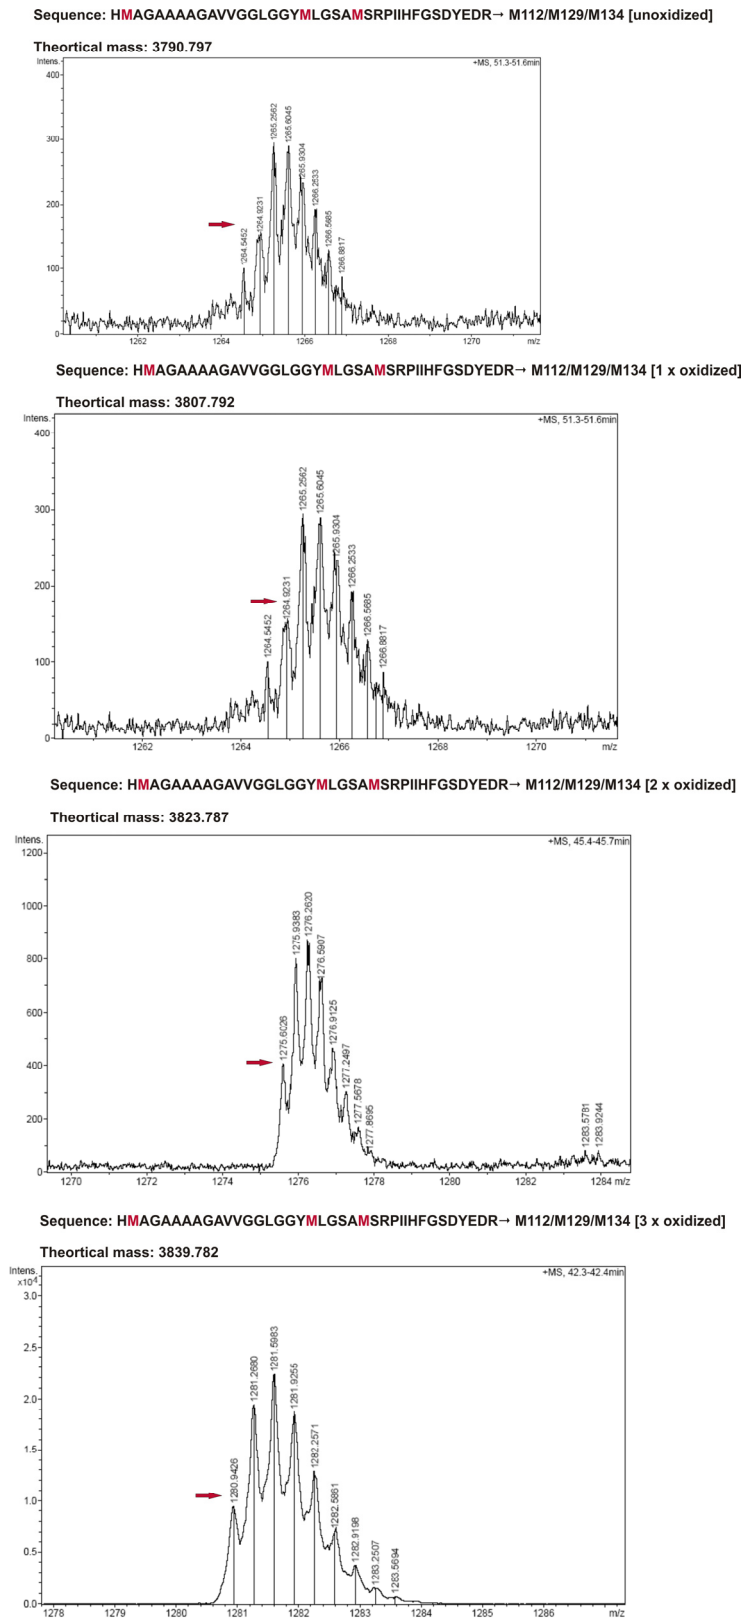 Sequence: HMAGAAAAGAVVGGLGGYMLGSAMSRPIIHFGSDYEDR→ M112/M129/M134 [unoxidized]
Theortical mass: 3790.797
Intens.
+MS, 51.3-51.6min
400
300
200
100
0
1264.5452
1264.9231
1265.2562
1265.6045
1265.9304
1266.2533
1266.5685
1266.8817
1262 1264 1266 1268 1270 m/z
Sequence: HMAGAAAAGAVVGGLGGYMLGSAMSRPIIHFGSDYEDR→ M112/M129/M134 [1 x oxidized]
Theortical mass: 3807.792
Intens.
+MS, 51.3-51.6min
400
300
200
100
0
1264.5452
1264.9231
1265.2562
1265.6045
1265.9304
1266.2533
1266.5685
1266.8817
1262 1264 1266 1268 1270 m/z
Sequence: HMAGAAAAGAVVGGLGGYMLGSAMSRPIIHFGSDYEDR→ M112/M129/M134 [2 x oxidized]
Theortical mass: 3823.787
Intens.
+MS, 45.4-45.7min
1200
1000
800
600
400
200
0
1275.6026
1275.9383
1276.2620
1276.5907
1276.9125
1277.2497
1277.5678
1277.8695
1283.5781
1283.9244
1270 1272 1274 1276 1278 1280 1282 1284 m/z
Sequence: HMAGAAAAGAVVGGLGGYMLGSAMSRPIIHFGSDYEDR→ M112/M129/M134 [3 x oxidized]
Theortical mass: 3839.782
Intens.
x10⁴
+MS, 42.3-42.4min
3.0
2.5
2.0
1.5
1.0
0.5
0.0
1280.9426
1281.2680
1281.5983
1281.9255
1282.2571
1282.5861
1282.9198
1283.2507
1283.5694
1278 1279 1280 1281 1282 1283 1284 1285 1286 m/z